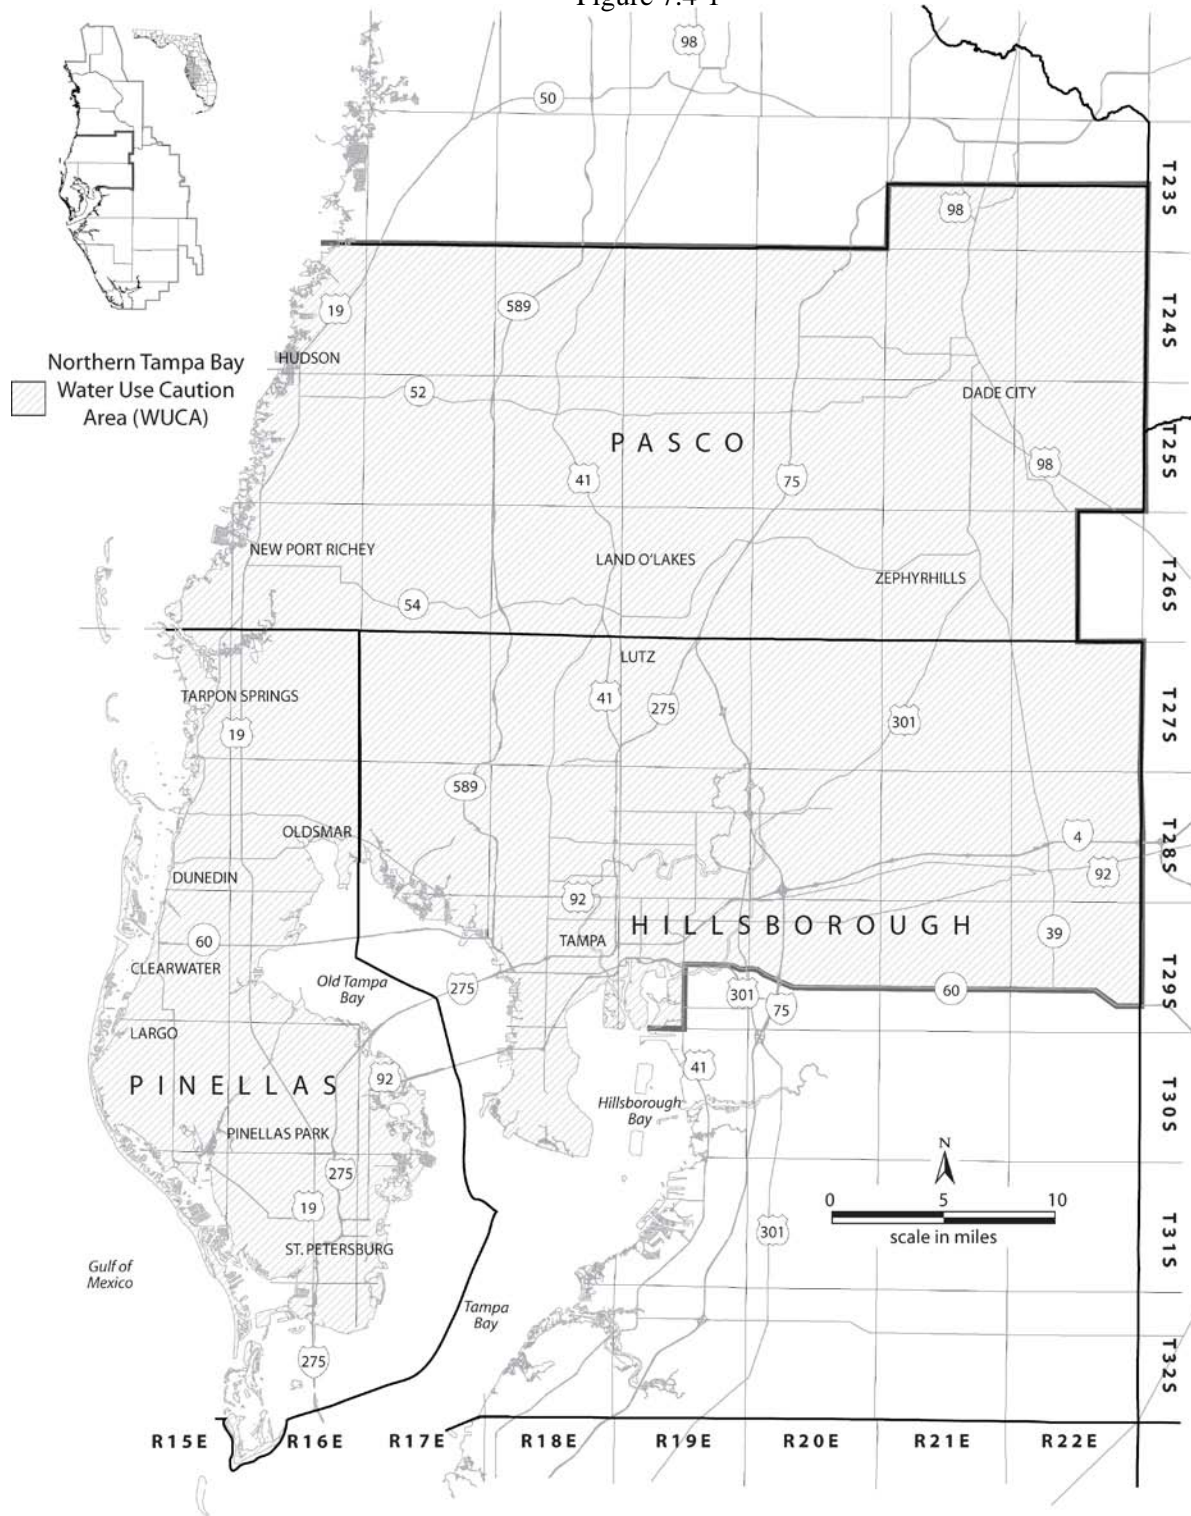 Figure 7.4-1
98
50
T23S
98
19
589
T24S
Northern Tampa Bay
Water Use Caution
Area (WUCA)
HUDSON
52
DADE CITY
PASCO
T25S
98
41
75
NEW PORT RICHEY
LAND O'LAKES
ZEPHYRHILLS
T26S
54
LUTZ
TARPON SPRINGS
41
275
301
T27S
19
589
OLDSMAR
4
T28S
DUNEDIN
92
92
HILLSBOROUGH
39
60
TAMPA
CLEARWATER
Old Tampa
Bay
275
301
60
T29S
75
LARGO
PINELLAS
92
41
Hillsborough
Bay
T30S
PINELLAS PARK
275
N
19
0 5 10
scale in miles
301
T31S
ST. PETERSBURG
Gulf of
Mexico
Tampa
Bay
275
T32S
R15E R16E R17E R18E R19E R20E R21E R22E